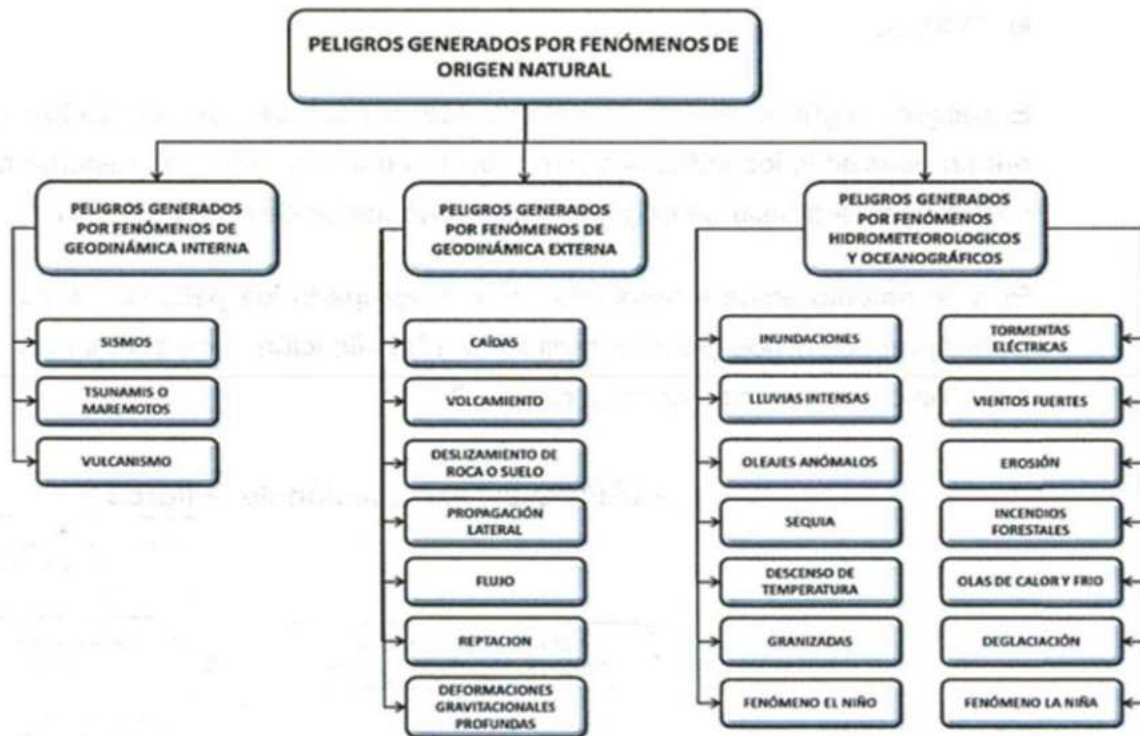 PELIGROS GENERADOS POR FENÓMENOS DE
ORIGEN NATURAL
PELIGROS GENERADOS
POR FENÓMENOS DE
GEODINÁMICA INTERNA
SISMOS
TSUNAMIS O
MAREMOTOS
VULCANISMO
PELIGROS GENERADOS
POR FENÓMENOS DE
GEODINÁMICA EXTERNA
CAÍDAS
VOLCAMIENTO
DESLIZAMIENTO DE
ROCA O SUELO
PROPAGACIÓN
LATERAL
FLUJO
REPTACION
DEFORMACIONES
GRAVITACIONALES
PROFUNDAS
PELIGROS GENERADOS
POR FENÓMENOS
HIDROMETEOROLOGICOS
Y OCEANOGRÁFICOS
INUNDACIONES
LLUVIAS INTENSAS
OLEAJES ANÓMALOS
SEQUIA
DESCENSO DE
TEMPERATURA
GRANIZADAS
FENÓMENO EL NIÑO
TORMENTAS
ELÉCTRICAS
VIENTOS FUERTES
EROSIÓN
INCENDIOS
FORESTALES
OLAS DE CALOR Y FRIO
DEGLACIACIÓN
FENÓMENO LA NIÑA